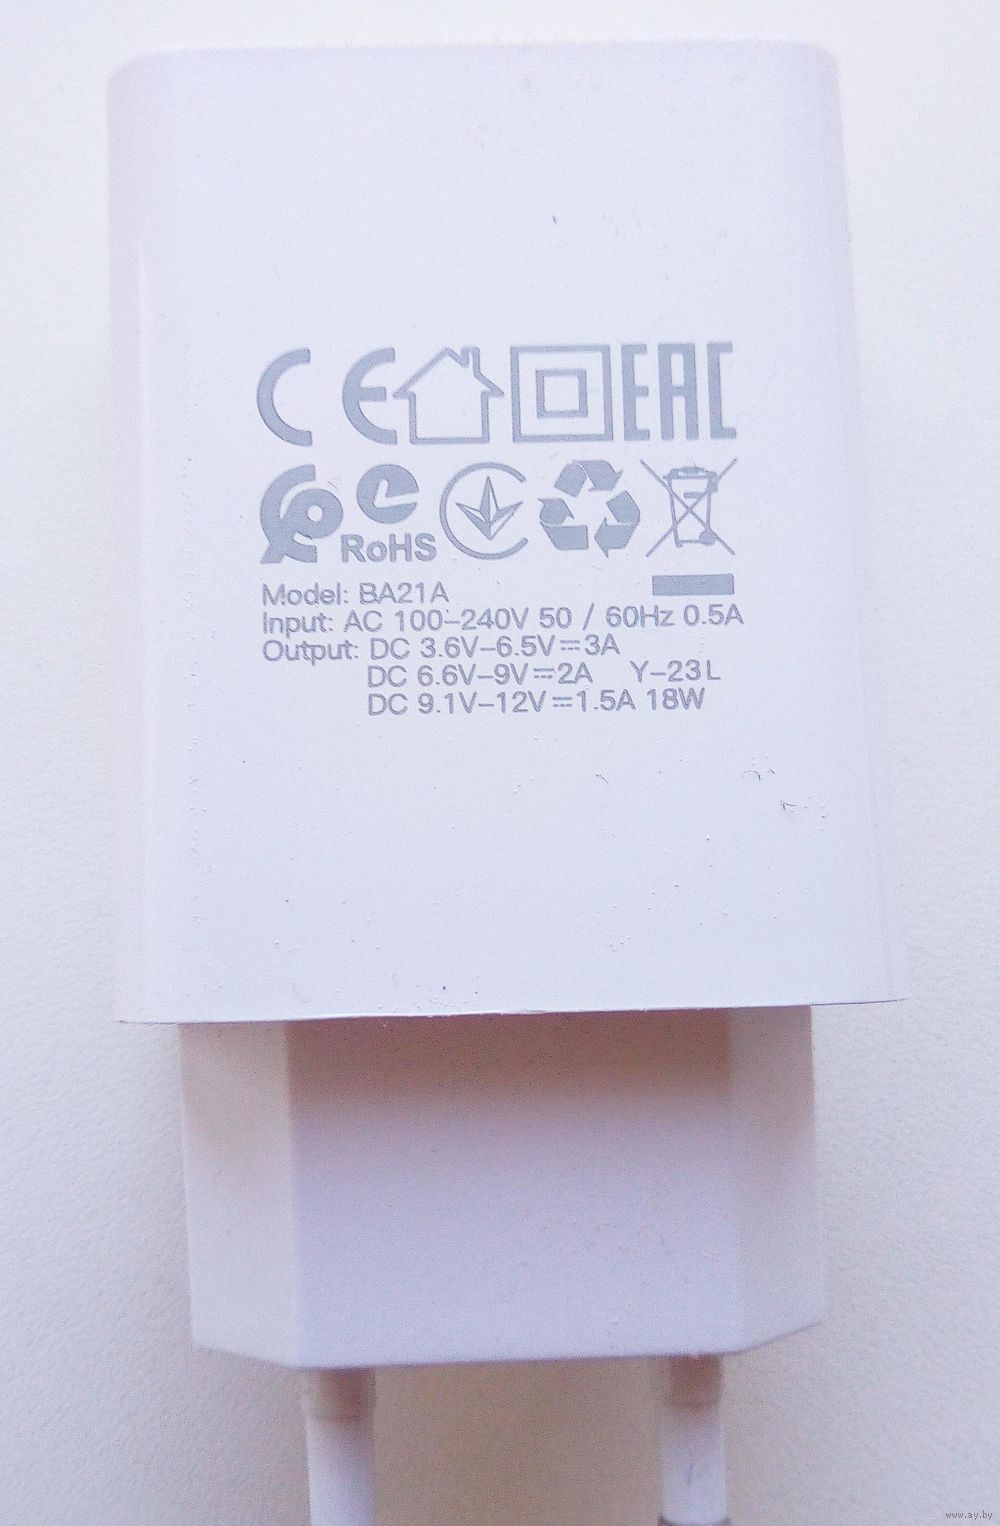 CE EAC
RoHS
Model: BA21A
Input: AC 100-240V 50 / 60Hz 0.5A
Output: DC 3.6V-6.5V⎓3A
DC 6.6V-9V⎓2A Y-23L
DC 9.1V-12V⎓1.5A 18W
www.ay.by